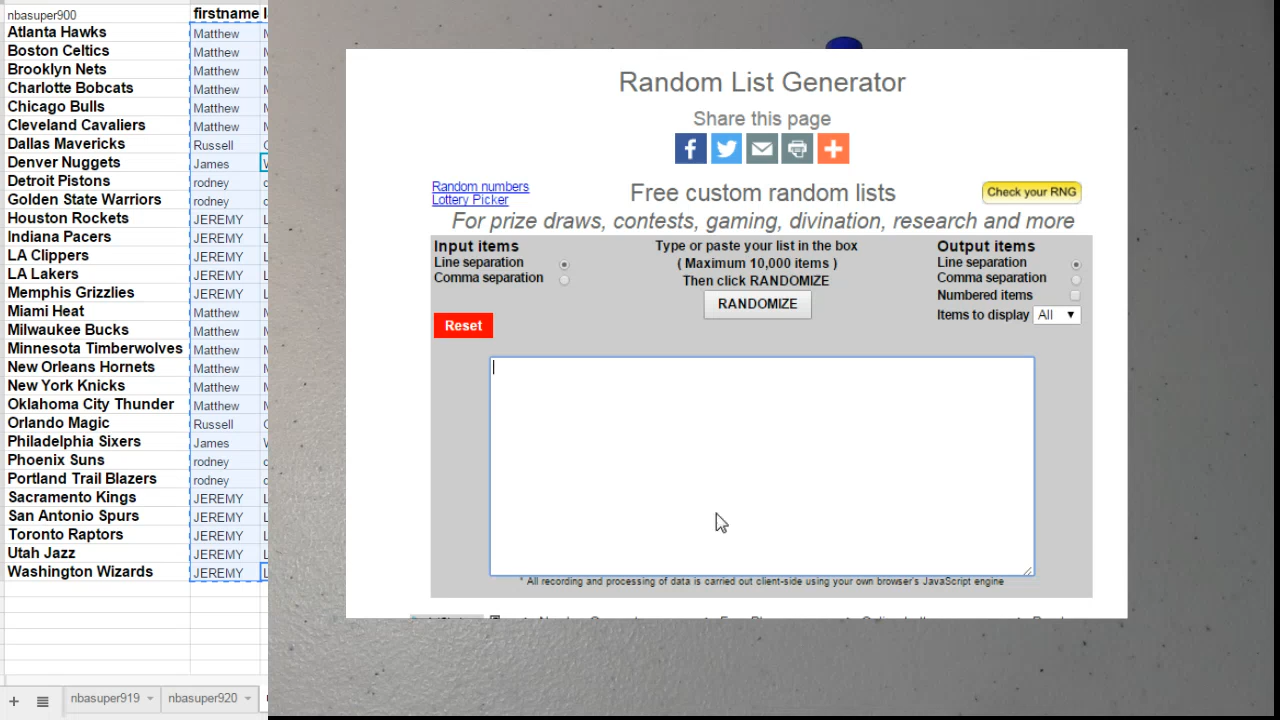 nbasuper900 firstname
Atlanta Hawks Matthew
Boston Celtics Matthew
Brooklyn Nets Matthew
Charlotte Bobcats Matthew
Chicago Bulls Matthew
Cleveland Cavaliers Matthew
Dallas Mavericks Russell
Denver Nuggets James
Detroit Pistons rodney
Golden State Warriors rodney
Houston Rockets JEREMY
Indiana Pacers JEREMY
LA Clippers JEREMY
LA Lakers JEREMY
Memphis Grizzlies JEREMY
Miami Heat Matthew
Milwaukee Bucks Matthew
Minnesota Timberwolves Matthew
New Orleans Hornets Matthew
New York Knicks Matthew
Oklahoma City Thunder Matthew
Orlando Magic Russell
Philadelphia Sixers James
Phoenix Suns rodney
Portland Trail Blazers rodney
Sacramento Kings JEREMY
San Antonio Spurs JEREMY
Toronto Raptors JEREMY
Utah Jazz JEREMY
Washington Wizards JEREMY
nbasuper919 nbasuper920
Random List Generator
Share this page
Random numbers
Lottery Picker
Free custom random lists
Check your RNG
For prize draws, contests, gaming, divination, research and more
Input items
Line separation
Comma separation
Reset
Type or paste your list in the box
( Maximum 10,000 items )
Then click RANDOMIZE
RANDOMIZE
Output items
Line separation
Comma separation
Numbered items
Items to display All
* All recording and processing of data is carried out client-side using your own browser's JavaScript engine